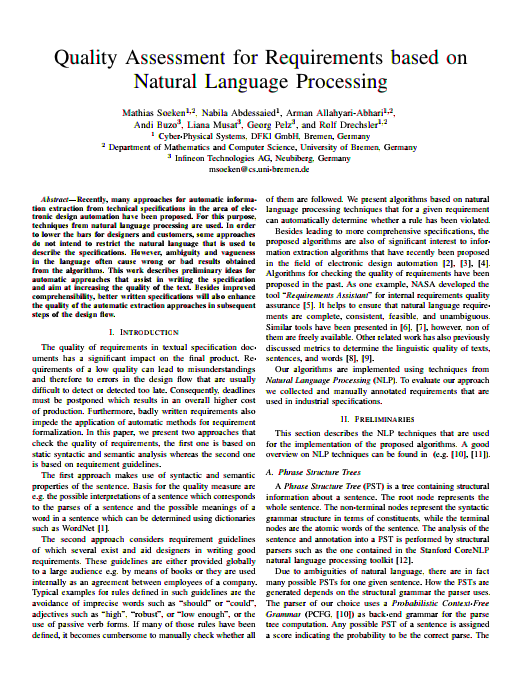 Quality Assessment for Requirements based on
Natural Language Processing
Mathias Soeken1,2, Nabila Abdessaied1, Arman Allahyari-Abhari1,2,
Andi Buzo3, Liana Musat3, Georg Pelz3, and Rolf Drechsler1,2
1 Cyber-Physical Systems, DFKI GmbH, Bremen, Germany
2 Department of Mathematics and Computer Science, University of Bremen, Germany
3 Infineon Technologies AG, Neubiberg, Germany
msoeken@cs.uni-bremen.de
Abstract—Recently, many approaches for automatic informa-
tion extraction from technical specifications in the area of elec-
tronic design automation have been proposed. For this purpose,
techniques from natural language processing are used. In order
to lower the bars for designers and customers, some approaches
do not intend to restrict the natural language that is used to
describe the specifications. However, ambiguity and vagueness
in the language often cause wrong or bad results obtained
from the algorithms. This work describes preliminary ideas for
automatic approaches that assist in writing the specification
and aim at increasing the quality of the text. Besides improved
comprehensibility, better written specifications will also enhance
the quality of the automatic extraction approaches in subsequent
steps of the design flow.
I. INTRODUCTION
The quality of requirements in textual specification doc-
uments has a significant impact on the final product. Re-
quirements of a low quality can lead to misunderstandings
and therefore to errors in the design flow that are usually
difficult to detect or detected too late. Consequently, deadlines
must be postponed which results in an overall higher cost
of production. Furthermore, badly written requirements also
impede the application of automatic methods for requirement
formalization. In this paper, we present two approaches that
check the quality of requirements, the first one is based on
static syntactic and semantic analysis whereas the second one
is based on requirement guidelines.
The first approach makes use of syntactic and semantic
properties of the sentence. Basis for the quality measure are
e.g. the possible interpretations of a sentence which corresponds
to the parses of a sentence and the possible meanings of a
word in a sentence which can be determined using dictionaries
such as WordNet [1].
The second approach considers requirement guidelines
of which several exist and aid designers in writing good
requirements. These guidelines are either provided globally
to a large audience e.g. by means of books or they are used
internally as an agreement between employees of a company.
Typical examples for rules defined in such guidelines are the
avoidance of imprecise words such as “should” or “could”,
adjectives such as “high”, “robust”, or “low enough”, or the
use of passive verb forms. If many of those rules have been
defined, it becomes cumbersome to manually check whether all
of them are followed. We present algorithms based on natural
language processing techniques that for a given requirement
can automatically determine whether a rule has been violated.
Besides leading to more comprehensive specifications, the
proposed algorithms are also of significant interest to infor-
mation extraction algorithms that have recently been proposed
in the field of electronic design automation [2], [3], [4].
Algorithms for checking the quality of requirements have been
proposed in the past. As one example, NASA developed the
tool “Requirements Assistant” for internal requirements quality
assurance [5]. It helps to ensure that natural language require-
ments are complete, consistent, feasible, and unambiguous.
Similar tools have been presented in [6], [7], however, non of
them are freely available. Other related work has also previously
discussed metrics to determine the linguistic quality of texts,
sentences, and words [8], [9].
Our algorithms are implemented using techniques from
Natural Language Processing (NLP). To evaluate our approach
we collected and manually annotated requirements that are
used in industrial specifications.
II. PRELIMINARIES
This section describes the NLP techniques that are used
for the implementation of the proposed algorithms. A good
overview on NLP techniques can be found in (e.g. [10], [11]).
A. Phrase Structure Trees
A Phrase Structure Tree (PST) is a tree containing structural
information about a sentence. The root node represents the
whole sentence. The non-terminal nodes represent the syntactic
grammar structure in terms of constituents, while the terminal
nodes are the atomic words of the sentence. The analysis of the
sentence and annotation into a PST is performed by structural
parsers such as the one contained in the Stanford CoreNLP
natural language processing toolkit [12].
Due to ambiguities of natural language, there are in fact
many possible PSTs for one given sentence. How the PSTs are
generated depends on the structural grammar the parser uses.
The parser of our choice uses a Probabilistic Context-Free
Grammar (PCFG, [10]) as back-end grammar for the parse
tree computation. Any possible PST of a sentence is assigned
a score indicating the probability to be the correct parse. The